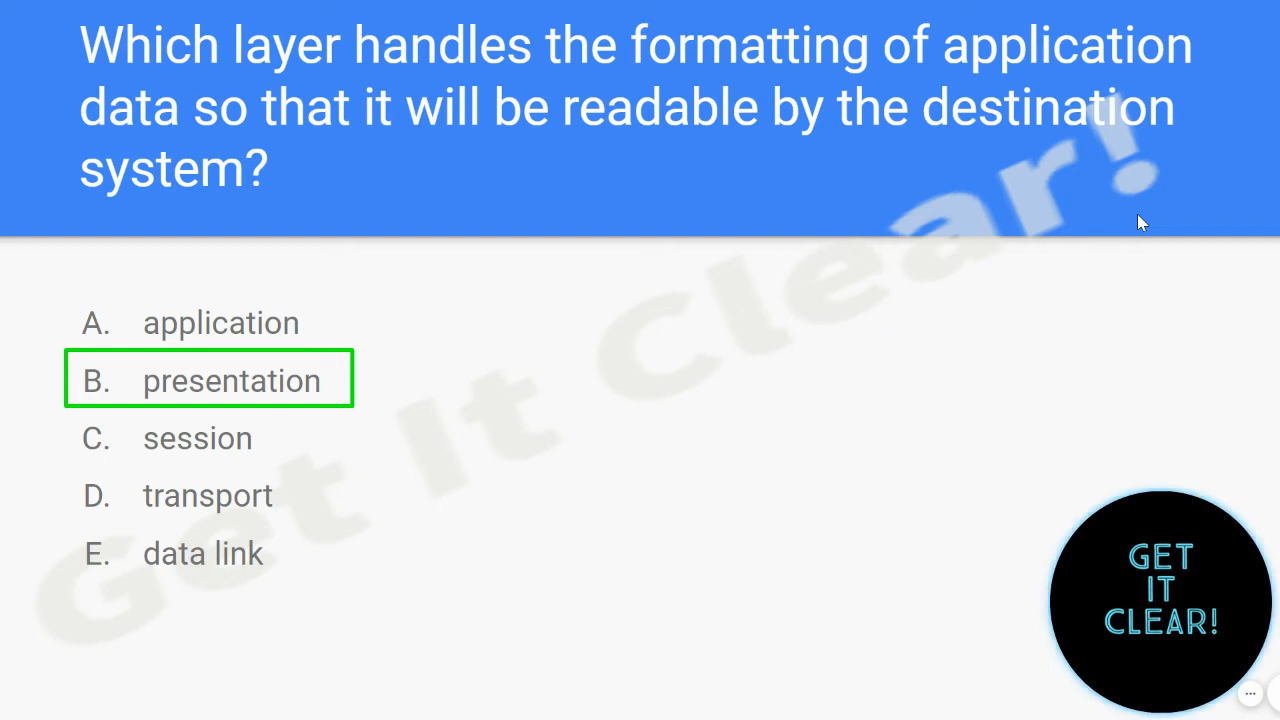 Which layer handles the formatting of application
data so that it will be readable by the destination
system?
A. application
B. presentation
C. session
D. transport
E. data link
Get It Clear!
GET
IT
CLEAR!